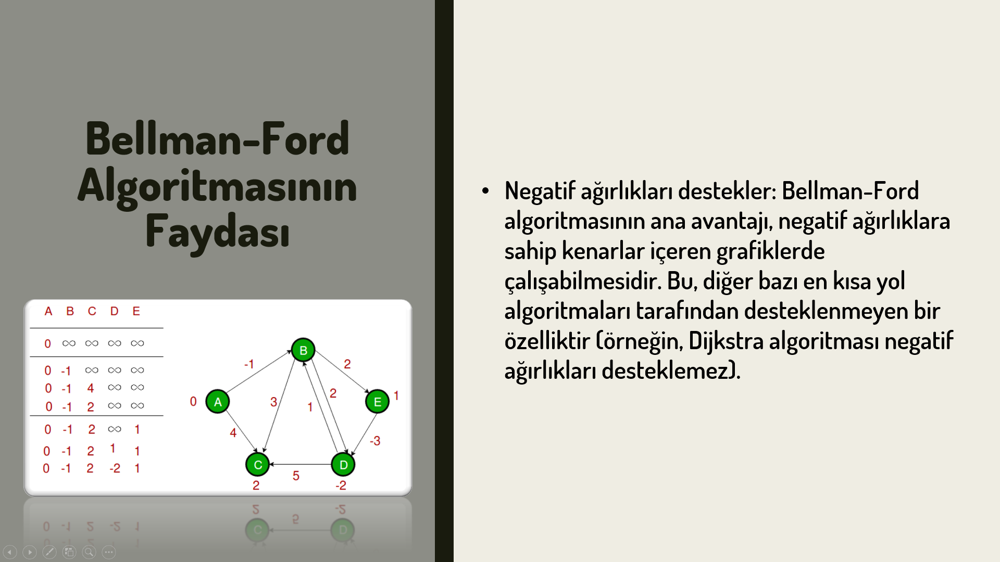 Bellman-Ford
Algoritmasının
Faydası
A B C D E
0 ∞ ∞ ∞ ∞
0 -1 ∞ ∞ ∞
0 -1 4 ∞ ∞
0 -1 2 ∞ ∞
0 -1 2 ∞ 1
0 -1 2 1 1
0 -1 2 -2 1
B
-1
2
0
A
3
1
2
E
1
4
-3
C
5
D
2
-2
• Negatif ağırlıkları destekler: Bellman-Ford
algoritmasının ana avantajı, negatif ağırlıklara
sahip kenarlar içeren grafiklerde
çalışabilmesidir. Bu, diğer bazı en kısa yol
algoritmaları tarafından desteklenmeyen bir
özelliktir (örneğin, Dijkstra algoritması negatif
ağırlıkları desteklemez).